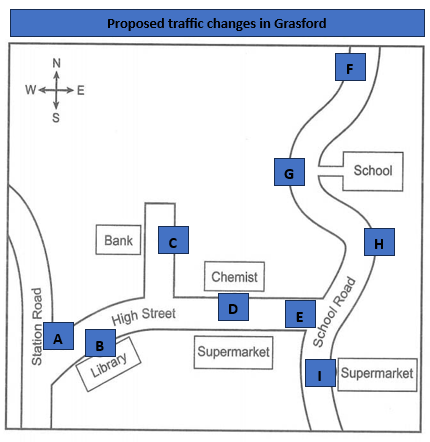 Proposed traffic changes in Grasford
N
W E
S
F
G
School
H
C
Bank
Chemist
D
E
High Street
School Road
Station Road
A
B
Library
Supermarket
I
Supermarket